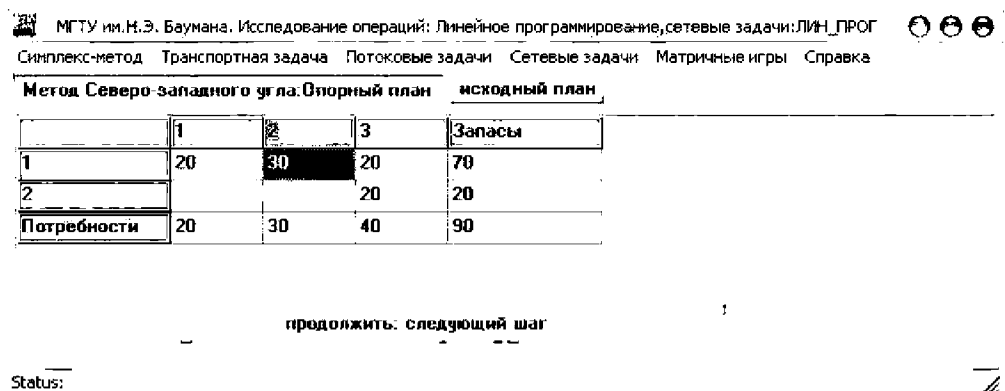 МГТУ им.Н.Э. Баумана. Исследование операций: Линейное программирование,сетевые задачи:ЛИН_ПРОГ
Симплекс-метод Транспортная задача Потоковые задачи Сетевые задачи Матричные игры Справка
Метод Северо-западного угла:Опорный план исходный план
1 3 Запасы
1 20 30 20 70
2 20 20
Потребности 20 30 40 90
продолжить: следующий шаг
Status: